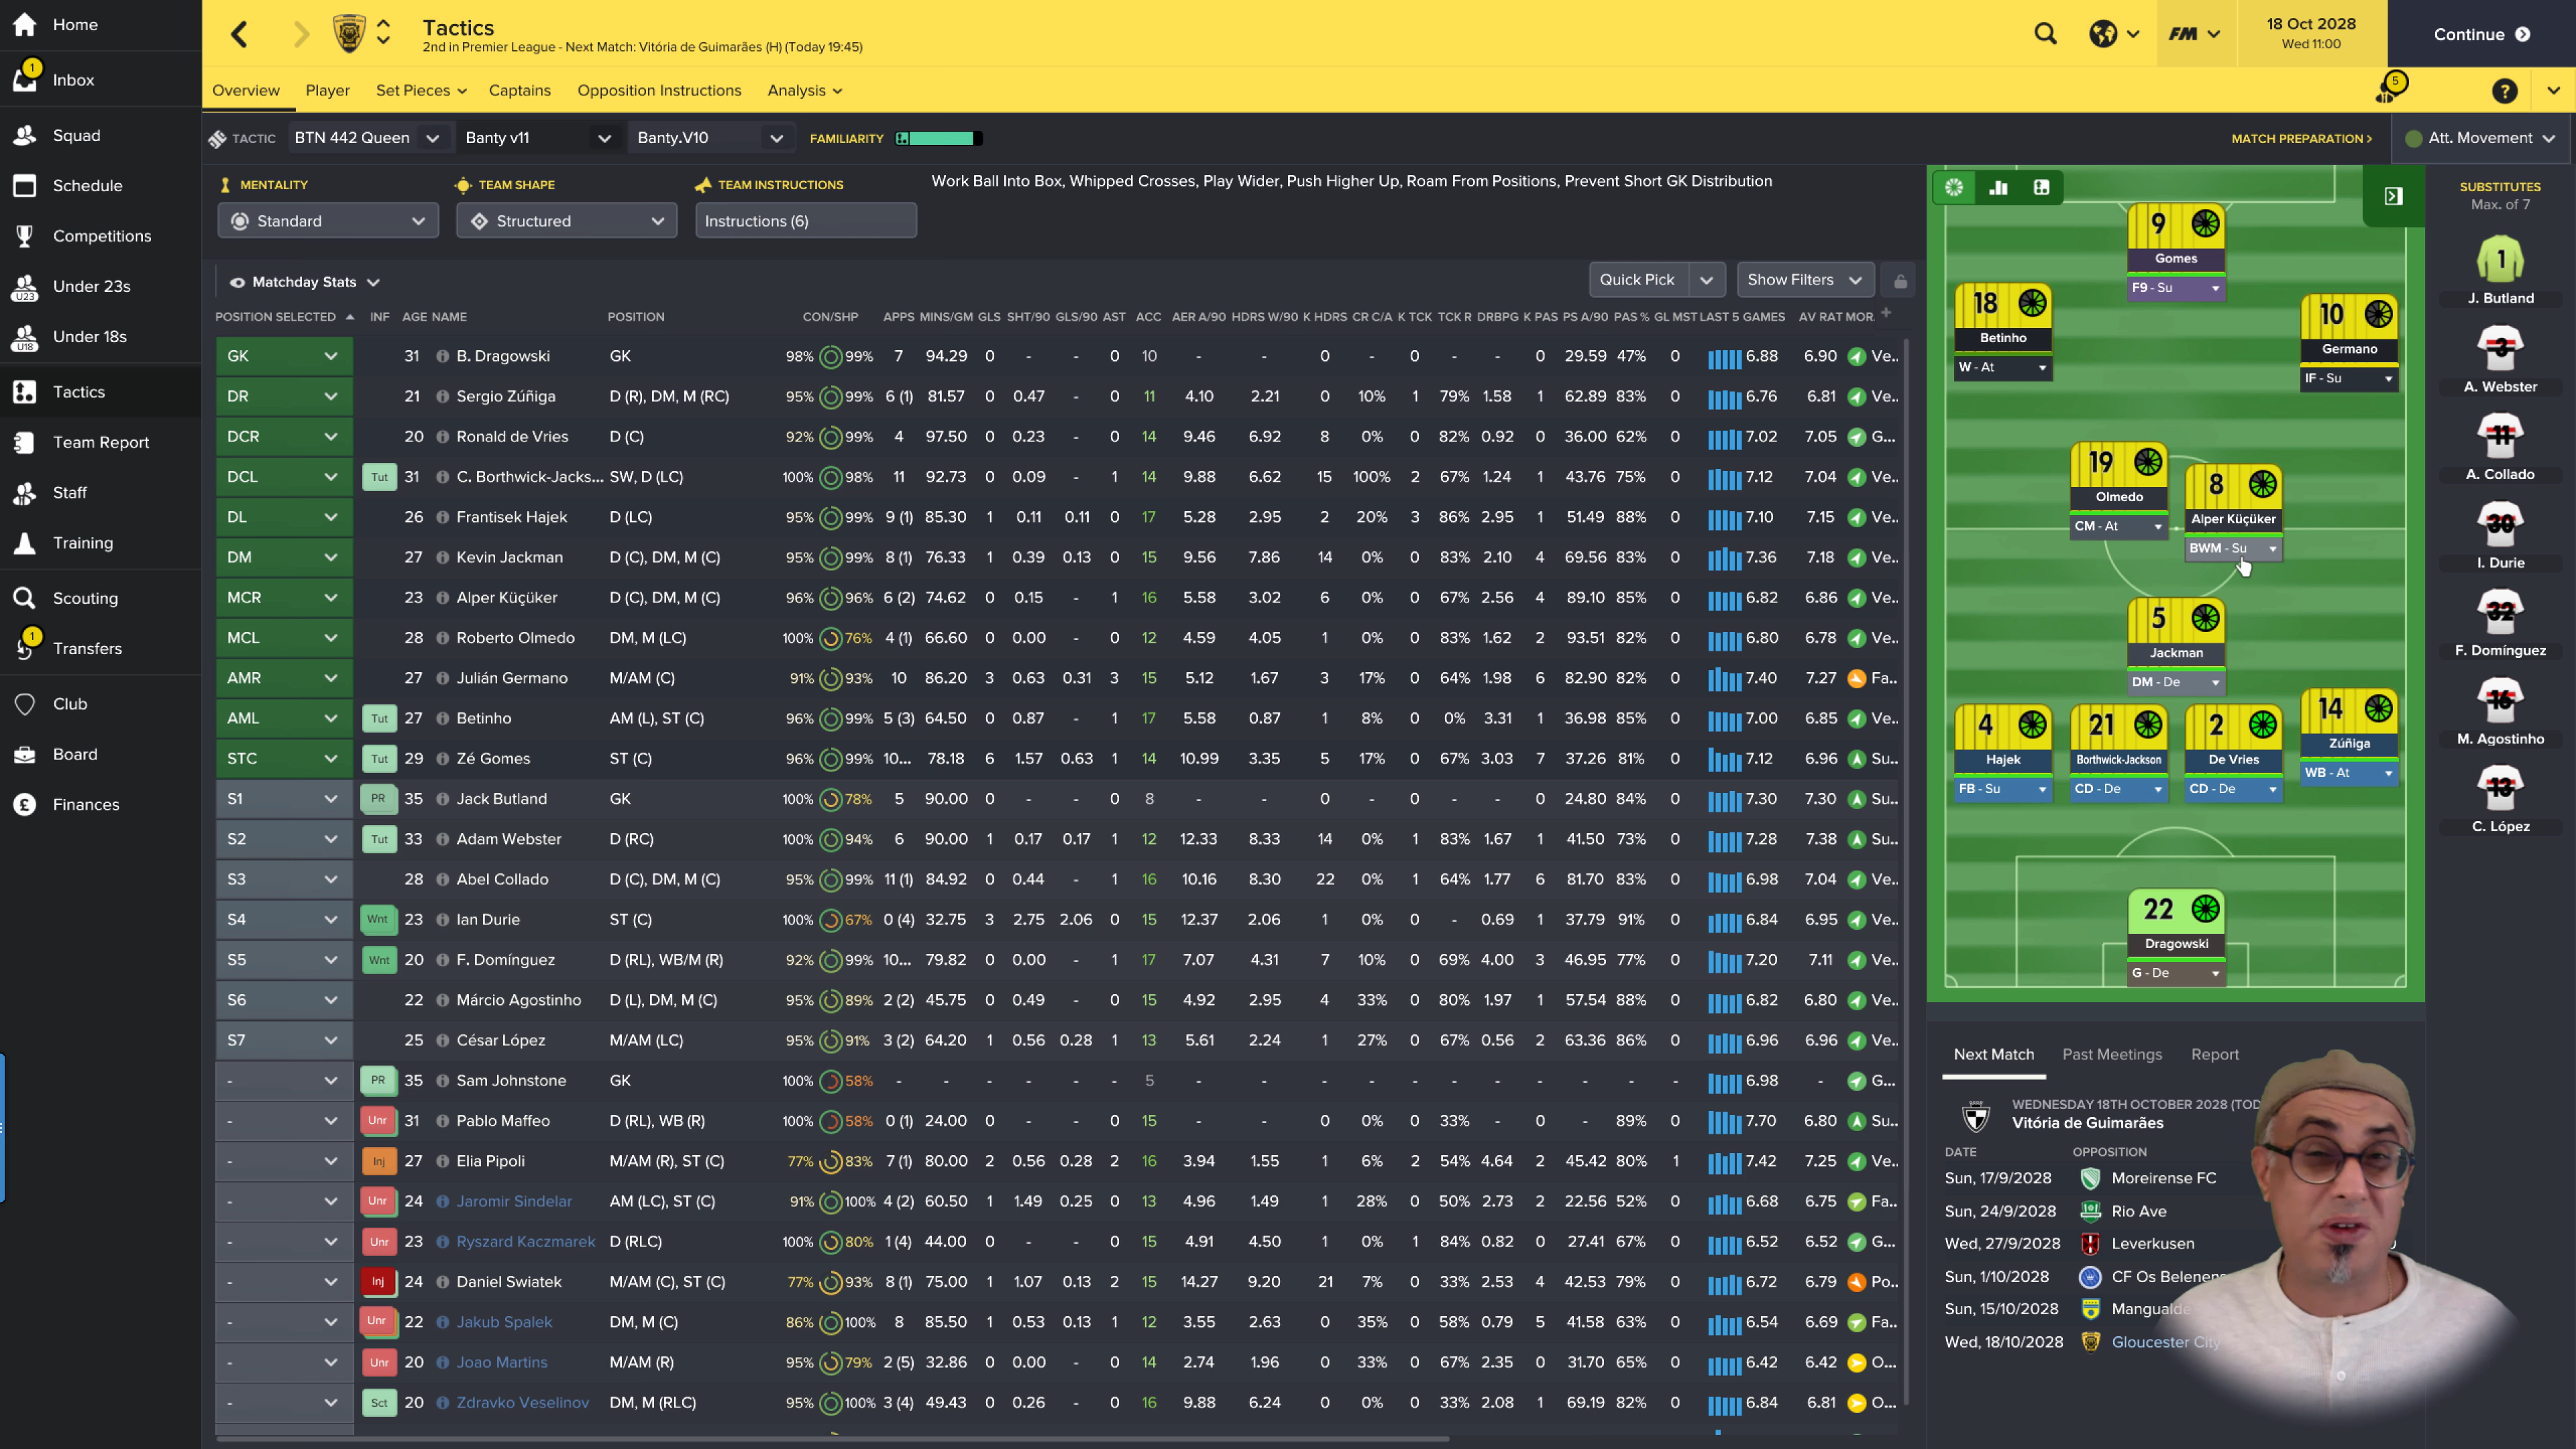 Home
1
Inbox
Squad
Schedule
Competitions
U23
Under 23s
U18
Under 18s
Tactics
Team Report
Staff
Training
Scouting
1
Transfers
Club
Board
Finances
Tactics
2nd in Premier League - Next Match: Vitória de Guimarães (H) (Today 19:45)
FM
18 Oct 2028
Wed 11:00
Continue
Overview Player Set Pieces Captains Opposition Instructions Analysis
5
?
TACTIC BTN 442 Queen Banty v11 Banty.V10 FAMILIARITY
MATCH PREPARATION > Att. Movement
MENTALITY TEAM SHAPE TEAM INSTRUCTIONS
Work Ball Into Box, Whipped Crosses, Play Wider, Push Higher Up, Roam From Positions, Prevent Short GK Distribution
Standard Structured Instructions (6)
Matchday Stats Quick Pick Show Filters
POSITION SELECTED INF AGE NAME POSITION CON/SHP APPS MINS/GM GLS SHT/90 GLS/90 AST ACC AER A/90 HDRS W/90 K HDRS CR C/A K TCK TCK R DRBPG K PAS PS A/90 PAS % GL MST LAST 5 GAMES AV RAT MOR. +
GK 31 B. Dragowski GK 98% 99% 7 94.29 0 - - 0 10 - - 0 - 0 - - 0 29.59 47% 0 6.88 6.90 Ve..
DR 21 Sergio Zúñiga D (R), DM, M (RC) 95% 99% 6 (1) 81.57 0 0.47 - 0 11 4.10 2.21 0 10% 1 79% 1.58 1 62.89 83% 0 6.76 6.81 Ve..
DCR 20 Ronald de Vries D (C) 92% 99% 4 97.50 0 0.23 - 0 14 9.46 6.92 8 0% 0 82% 0.92 0 36.00 62% 0 7.02 7.05 G...
DCL Tut 31 C. Borthwick-Jacks... SW, D (LC) 100% 98% 11 92.73 0 0.09 - 1 14 9.88 6.62 15 100% 2 67% 1.24 1 43.76 75% 0 7.12 7.04 Ve..
DL 26 Frantisek Hajek D (LC) 95% 99% 9 (1) 85.30 1 0.11 0.11 0 17 5.28 2.95 2 20% 3 86% 2.95 1 51.49 88% 0 7.10 7.15 Ve..
DM 27 Kevin Jackman D (C), DM, M (C) 95% 99% 8 (1) 76.33 1 0.39 0.13 0 15 9.56 7.86 14 0% 0 83% 2.10 4 69.56 83% 0 7.36 7.18 Ve..
MCR 23 Alper Küçüker D (C), DM, M (C) 96% 96% 6 (2) 74.62 0 0.15 - 1 16 5.58 3.02 6 0% 0 67% 2.56 4 89.10 85% 0 6.82 6.86 Ve..
MCL 28 Roberto Olmedo DM, M (LC) 100% 76% 4 (1) 66.60 0 0.00 - 0 12 4.59 4.05 1 0% 0 83% 1.62 2 93.51 82% 0 6.80 6.78 Ve..
AMR 27 Julián Germano M/AM (C) 91% 93% 10 86.20 3 0.63 0.31 3 15 5.12 1.67 3 17% 0 64% 1.98 6 82.90 82% 0 7.40 7.27 Fa..
AML Tut 27 Betinho AM (L), ST (C) 96% 99% 5 (3) 64.50 0 0.87 - 1 17 5.58 0.87 1 8% 0 0% 3.31 1 36.98 85% 0 7.00 6.85 Ve..
STC Tut 29 Zé Gomes ST (C) 96% 99% 10... 78.18 6 1.57 0.63 1 14 10.99 3.35 5 17% 0 67% 3.03 7 37.26 81% 0 7.12 6.96 Su..
S1 PR 35 Jack Butland GK 100% 78% 5 90.00 0 - - 0 8 - - 0 - 0 - - 0 24.80 84% 0 7.30 7.30 Su..
S2 Tut 33 Adam Webster D (RC) 100% 94% 6 90.00 1 0.17 0.17 1 12 12.33 8.33 14 0% 1 83% 1.67 1 41.50 73% 0 7.28 7.38 Su..
S3 28 Abel Collado D (C), DM, M (C) 95% 99% 11 (1) 84.92 0 0.44 - 1 16 10.16 8.30 22 0% 1 64% 1.77 6 81.70 83% 0 6.98 7.04 Ve..
S4 Wnt 23 Ian Durie ST (C) 100% 67% 0 (4) 32.75 3 2.75 2.06 0 15 12.37 2.06 1 0% 0 - 0.69 1 37.79 91% 0 6.84 6.95 Ve..
S5 Wnt 20 F. Domínguez D (RL), WB/M (R) 92% 99% 10... 79.82 0 0.00 - 1 17 7.07 4.31 7 10% 0 69% 4.00 3 46.95 77% 0 7.20 7.11 Ve..
S6 22 Márcio Agostinho D (L), DM, M (C) 95% 89% 2 (2) 45.75 0 0.49 - 0 15 4.92 2.95 4 33% 0 80% 1.97 1 57.54 88% 0 6.82 6.80 Ve..
S7 25 César López M/AM (LC) 95% 91% 3 (2) 64.20 1 0.56 0.28 1 13 5.61 2.24 1 27% 0 67% 0.56 2 63.36 86% 0 6.96 6.96 Ve..
- PR 35 Sam Johnstone GK 100% 58% - - - - - - 5 - - - - - - - - - - - 6.98 - G...
- Unr 31 Pablo Maffeo D (RL), WB (R) 100% 58% 0 (1) 24.00 0 - - 0 15 - - 0 0% 0 33% - 0 - 89% 0 7.70 6.80 Su..
- Inj 27 Elia Pipoli M/AM (R), ST (C) 77% 83% 7 (1) 80.00 2 0.56 0.28 2 16 3.94 1.55 1 6% 2 54% 4.64 2 45.42 80% 1 7.42 7.25 Ve..
- Unr 24 Jaromir Sindelar AM (LC), ST (C) 91% 100% 4 (2) 60.50 1 1.49 0.25 0 13 4.96 1.49 1 28% 0 50% 2.73 2 22.56 52% 0 6.68 6.75 Fa..
- Unr 23 Ryszard Kaczmarek D (RLC) 100% 80% 1 (4) 44.00 0 - - 0 15 4.91 4.50 1 0% 1 84% 0.82 0 27.41 67% 0 6.52 6.52 G...
- Inj 24 Daniel Swiatek M/AM (C), ST (C) 77% 93% 8 (1) 75.00 1 1.07 0.13 2 15 14.27 9.20 21 7% 0 33% 2.53 4 42.53 79% 0 6.72 6.79 Po..
- Unr 22 Jakub Spalek DM, M (C) 86% 100% 8 85.50 1 0.53 0.13 1 12 3.55 2.63 0 35% 0 58% 0.79 5 41.58 63% 0 6.54 6.69 Fa..
- Unr 20 Joao Martins M/AM (R) 95% 79% 2 (5) 32.86 0 0.00 - 0 14 2.74 1.96 0 33% 0 67% 2.35 0 31.70 65% 0 6.42 6.42 O...
- Sct 20 Zdravko Veselinov DM, M (RLC) 95% 100% 3 (4) 49.43 0 0.26 - 0 16 9.88 6.24 0 0% 0 33% 2.08 1 69.19 82% 0 6.84 6.81 O...
9
Gomes
F9 - Su
18
Betinho
W - At
10
Germano
IF - Su
19
Olmedo
CM - At
8
Alper Küçüker
BWM - Su
5
Jackman
DM - De
4
Hajek
FB - Su
21
Borthwick-Jackson
CD - De
2
De Vries
CD - De
14
Zúñiga
WB - At
22
Dragowski
G - De
SUBSTITUTES
Max. of 7
1
J. Butland
3
A. Webster
11
A. Collado
30
I. Durie
32
F. Domínguez
16
M. Agostinho
13
C. López
Next Match Past Meetings Report
WEDNESDAY 18TH OCTOBER 2028 (TOD
Vitória de Guimarães
DATE OPPOSITION
Sun, 17/9/2028 Moreirense FC
Sun, 24/9/2028 Rio Ave
Wed, 27/9/2028 Leverkusen
Sun, 1/10/2028 CF Os Belenens
Sun, 15/10/2028 Mangualde
Wed, 18/10/2028 Gloucester City